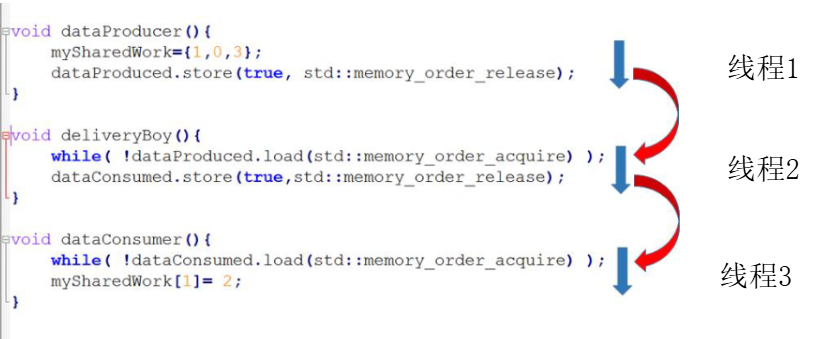 void dataProducer(){
    mySharedWork={1,0,3};
    dataProduced.store(true, std::memory_order_release);
}
线程1
void deliveryBoy(){
    while( !dataProduced.load(std::memory_order_acquire) );
    dataConsumed.store(true,std::memory_order_release);
}
线程2
void dataConsumer(){
    while( !dataConsumed.load(std::memory_order_acquire) );
    mySharedWork[1]= 2;
}
线程3